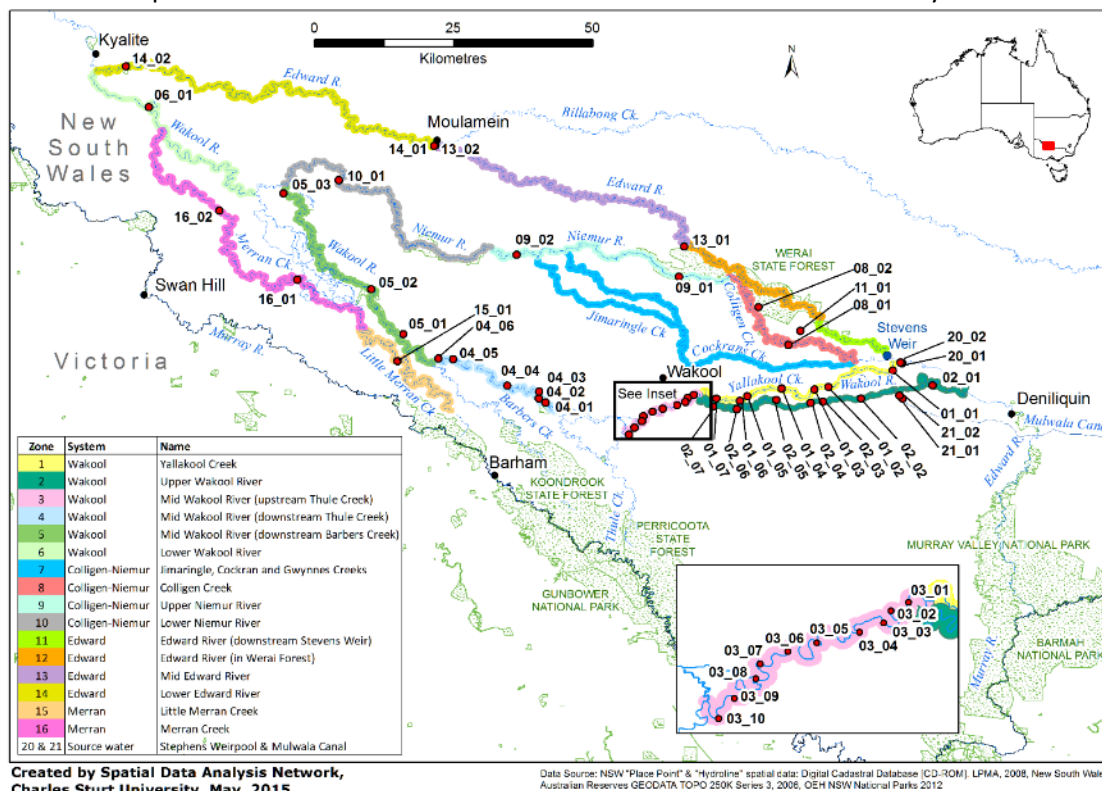 0 12.5 25 50
Kilometres
N
Kyalite
14_02
Edward R.
06_01
Billabong Ck.
New
South
Wales
Wakool R.
Moulamein
14_01
13_02
10_01
05_03
Edward R.
16_02
Niemur R.
Niemur R.
09_02
13_01
WERAI
STATE FOREST
Merran Ck.
Wakool R.
08_02
09_01
11_01
08_01
Swan Hill
16_01
05_02
Colligen Ck.
Jimaringle Ck
Stevens
Weir
15_01
05_01
04_06
20_02
20_01
Murray R.
Victoria
Cockrans Ck
04_05
Wakool
04_04
04_03
04_02
04_01
See Inset
Yallakool Ck.
Wakool R.
02_01
Little Merran Ck.
Barbers Ck
Deniliquin
Mulwala Canal
01_01
21_02
21_01
02_07
01_07
02_06
01_06
01_05
02_05
01_04
02_04
01_03
02_03
01_02
02_02
Edward R.
Barham
KOONDROOK
STATE FOREST
Thule Ck.
PERRICOOTA
STATE
FOREST
MURRAY VALLEY NATIONAL PARK
GUNBOWER
NATIONAL PARK
Murray R.
BARMAH
NATIONAL PARK
03_01
03_02
03_03
03_04
03_05
03_06
03_07
03_08
03_09
03_10
Zone System Name
1 Wakool Yallakool Creek
2 Wakool Upper Wakool River
3 Wakool Mid Wakool River (upstream Thule Creek)
4 Wakool Mid Wakool River (downstream Thule Creek)
5 Wakool Mid Wakool River (downstream Barbers Creek)
6 Wakool Lower Wakool River
7 Colligen-Niemur Jimaringle, Cockran and Gwynnes Creeks
8 Colligen-Niemur Colligen Creek
9 Colligen-Niemur Upper Niemur River
10 Colligen-Niemur Lower Niemur River
11 Edward Edward River (downstream Stevens Weir)
12 Edward Edward River (in Werai Forest)
13 Edward Mid Edward River
14 Edward Lower Edward River
15 Merran Little Merran Creek
16 Merran Merran Creek
20 & 21 Source water Stephens Weirpool & Mulwala Canal
Created by Spatial Data Analysis Network,
Charles Sturt University, May, 2015
Data Source: NSW "Place Point" & "Hydroline" spatial data: Digital Cadastral Database [CD-ROM]. LPMA, 2008, New South Wale
Australian Reserves GEODATA TOPO 250K Series 3, 2006, OEH NSW National Parks 2012